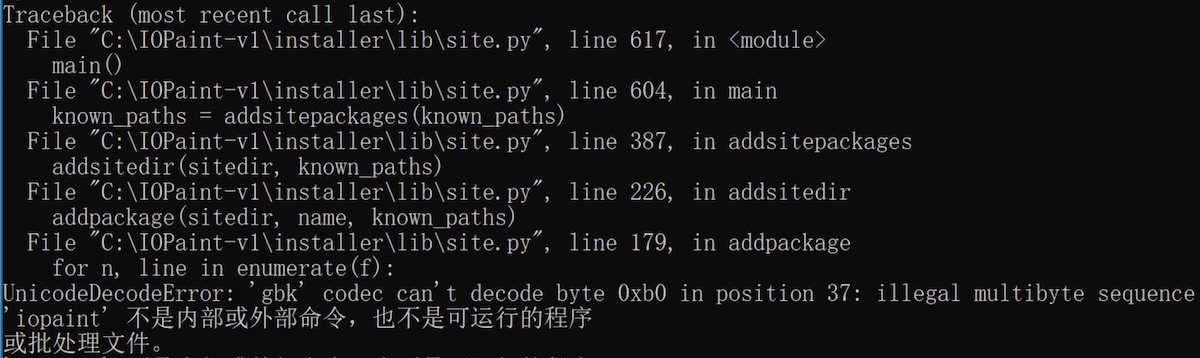 Traceback (most recent call last):
File "C:\IOPaint-v1\installer\lib\site.py", line 617, in <module>
main()
File "C:\IOPaint-v1\installer\lib\site.py", line 604, in main
known_paths = addsitepackages(known_paths)
File "C:\IOPaint-v1\installer\lib\site.py", line 387, in addsitepackages
addsitedir(sitedir, known_paths)
File "C:\IOPaint-v1\installer\lib\site.py", line 226, in addsitedir
addpackage(sitedir, name, known_paths)
File "C:\IOPaint-v1\installer\lib\site.py", line 179, in addpackage
for n, line in enumerate(f):
UnicodeDecodeError: 'gbk' codec can't decode byte 0xb0 in position 37: illegal multibyte sequence
'iopaint' 不是内部或外部命令，也不是可运行的程序
或批处理文件。